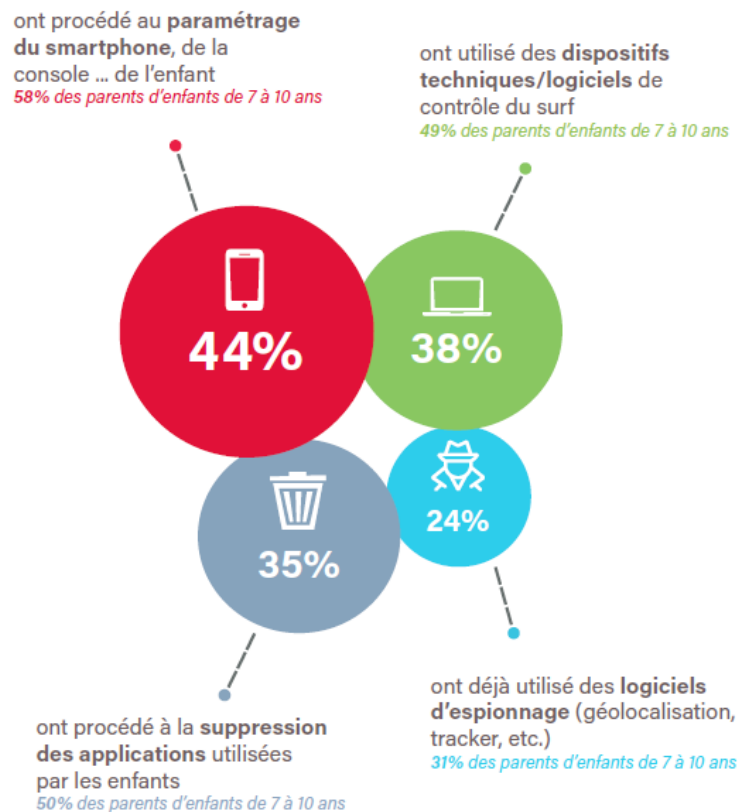 ont procédé au paramétrage
du smartphone, de la
console ... de l'enfant
58% des parents d'enfants de 7 à 10 ans
ont utilisé des dispositifs
techniques/logiciels de
contrôle du surf
49% des parents d'enfants de 7 à 10 ans
44%
38%
35%
24%
ont procédé à la suppression
des applications utilisées
par les enfants
50% des parents d'enfants de 7 à 10 ans
ont déjà utilisé des logiciels
d'espionnage (géolocalisation,
tracker, etc.)
31% des parents d'enfants de 7 à 10 ans